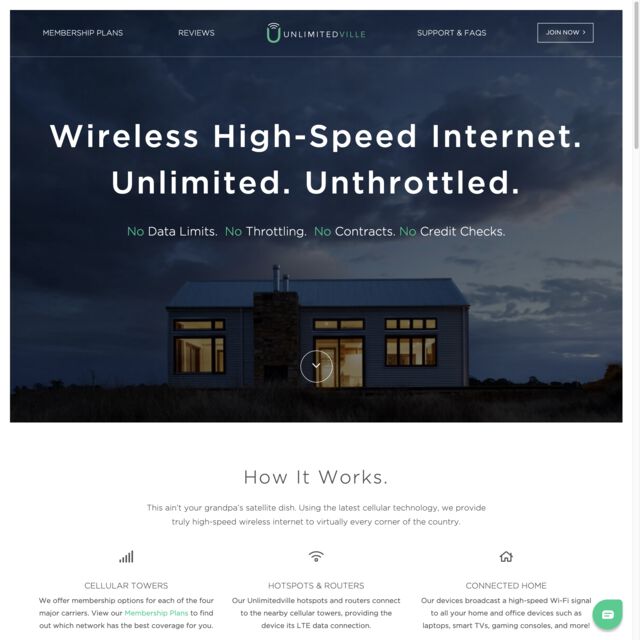 MEMBERSHIP PLANS
REVIEWS
UNLIMITEDVILLE
SUPPORT & FAQS
JOIN NOW >
Wireless High-Speed Internet.
Unlimited. Unthrottled.
No Data Limits. No Throttling. No Contracts. No Credit Checks.
How It Works.
This ain't your grandpa's satellite dish. Using the latest cellular technology, we provide
truly high-speed wireless internet to virtually every corner of the country.
CELLULAR TOWERS
We offer membership options for each of the four
major carriers. View our Membership Plans to find
out which network has the best coverage for you.
HOTSPOTS & ROUTERS
Our Unlimitedville hotspots and routers connect
to the nearby cellular towers, providing the
device its LTE data connection.
CONNECTED HOME
Our devices broadcast a high-speed Wi-Fi signal
to all your home and office devices such as
laptops, smart TVs, gaming consoles, and more!